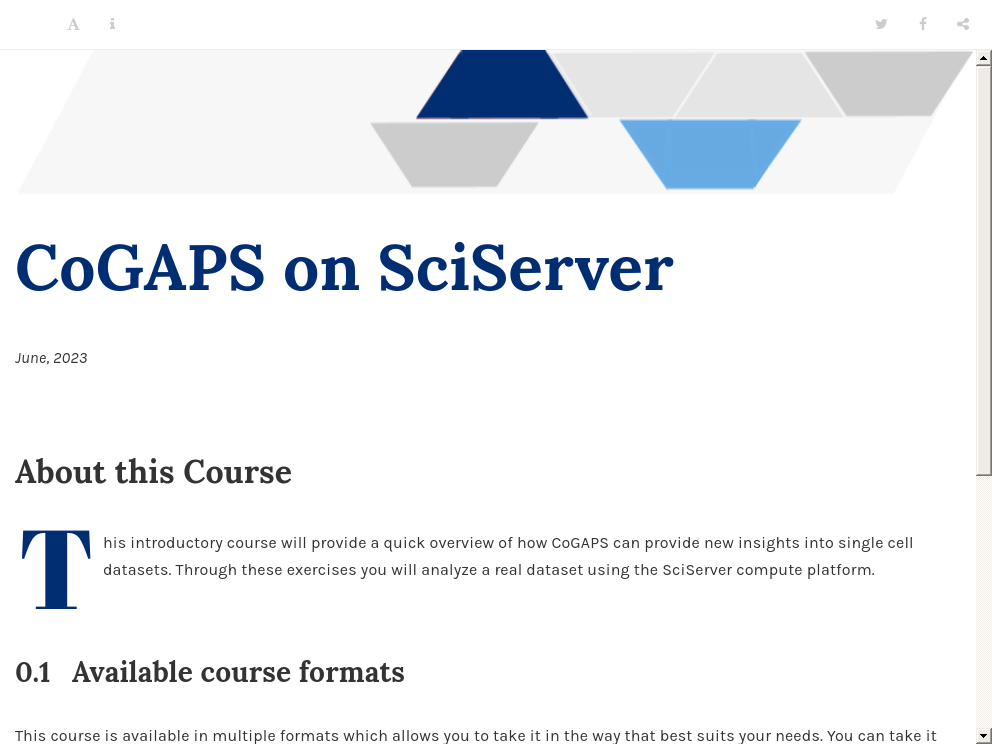 A
CoGAPS on SciServer
June, 2023
About this Course
This introductory course will provide a quick overview of how CoGAPS can provide new insights into single cell
datasets. Through these exercises you will analyze a real dataset using the SciServer compute platform.
0.1 Available course formats
This course is available in multiple formats which allows you to take it in the way that best suits your needs. You can take it